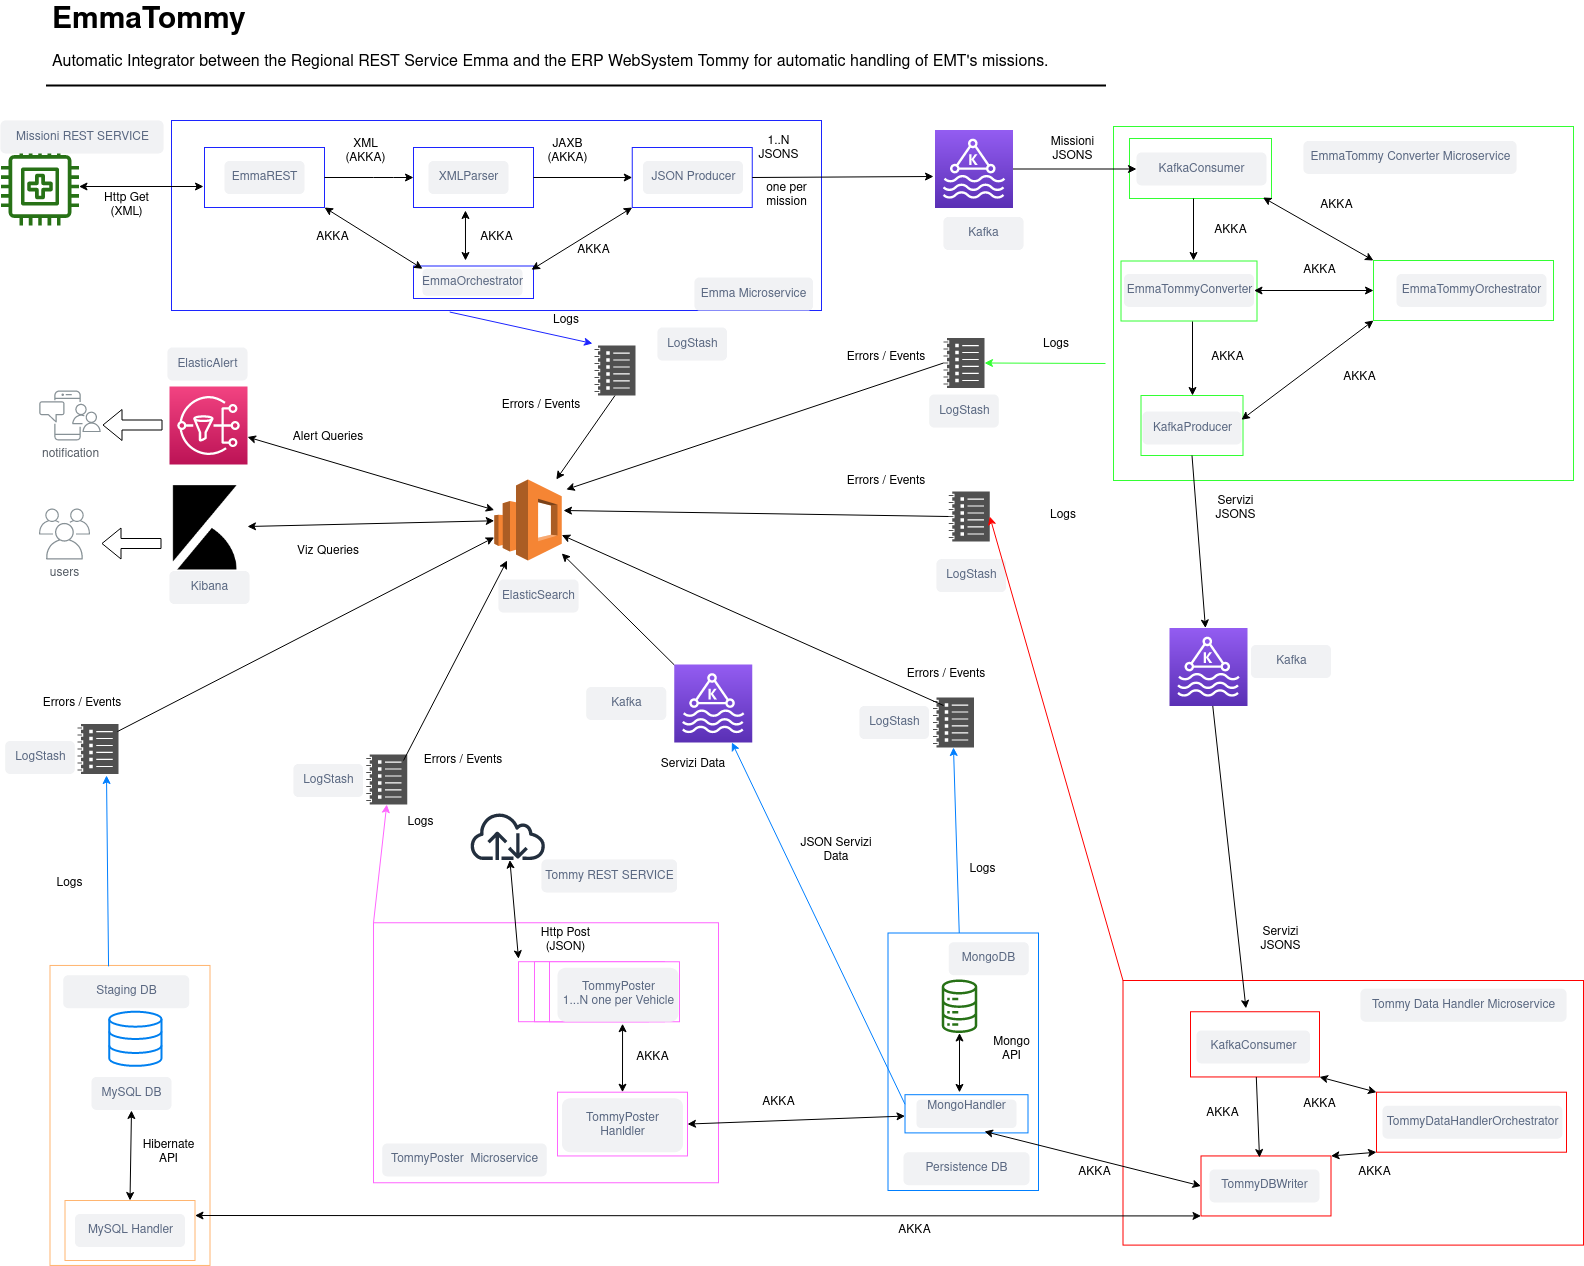 EmmaTommy
Automatic Integrator between the Regional REST Service Emma and the ERP WebSystem Tommy for automatic handling of EMT's missions.
Missioni REST SERVICE
Http Get
(XML)
EmmaREST
XML
(AKKA)
XMLParser
JAXB
(AKKA)
JSON Producer
1..N
JSONS
one per
mission
AKKA
AKKA
AKKA
EmmaOrchestrator
Emma Microservice
Kafka
Missioni
JSONS
KafkaConsumer
EmmaTommy Converter Microservice
AKKA
AKKA
AKKA
EmmaTommyConverter
EmmaTommyOrchestrator
AKKA
AKKA
KafkaProducer
Logs
LogStash
Errors / Events
Errors / Events
Logs
LogStash
ElasticAlert
notification
Alert Queries
users
Viz Queries
Kibana
ElasticSearch
Errors / Events
Logs
LogStash
Servizi
JSONS
Kafka
Errors / Events
LogStash
LogStash
Errors / Events
Logs
Kafka
Servizi Data
Errors / Events
LogStash
JSON Servizi
Data
Logs
Logs
Tommy REST SERVICE
Http Post
(JSON)
TommyPoster
1...N one per Vehicle
AKKA
TommyPoster
Hanldler
TommyPoster  Microservice
AKKA
MongoDB
Mongo
API
MongoHandler
Persistence DB
AKKA
Servizi
JSONS
Tommy Data Handler Microservice
KafkaConsumer
AKKA
AKKA
TommyDataHandlerOrchestrator
AKKA
TommyDBWriter
Staging DB
MySQL DB
Hibernate
API
MySQL Handler
AKKA